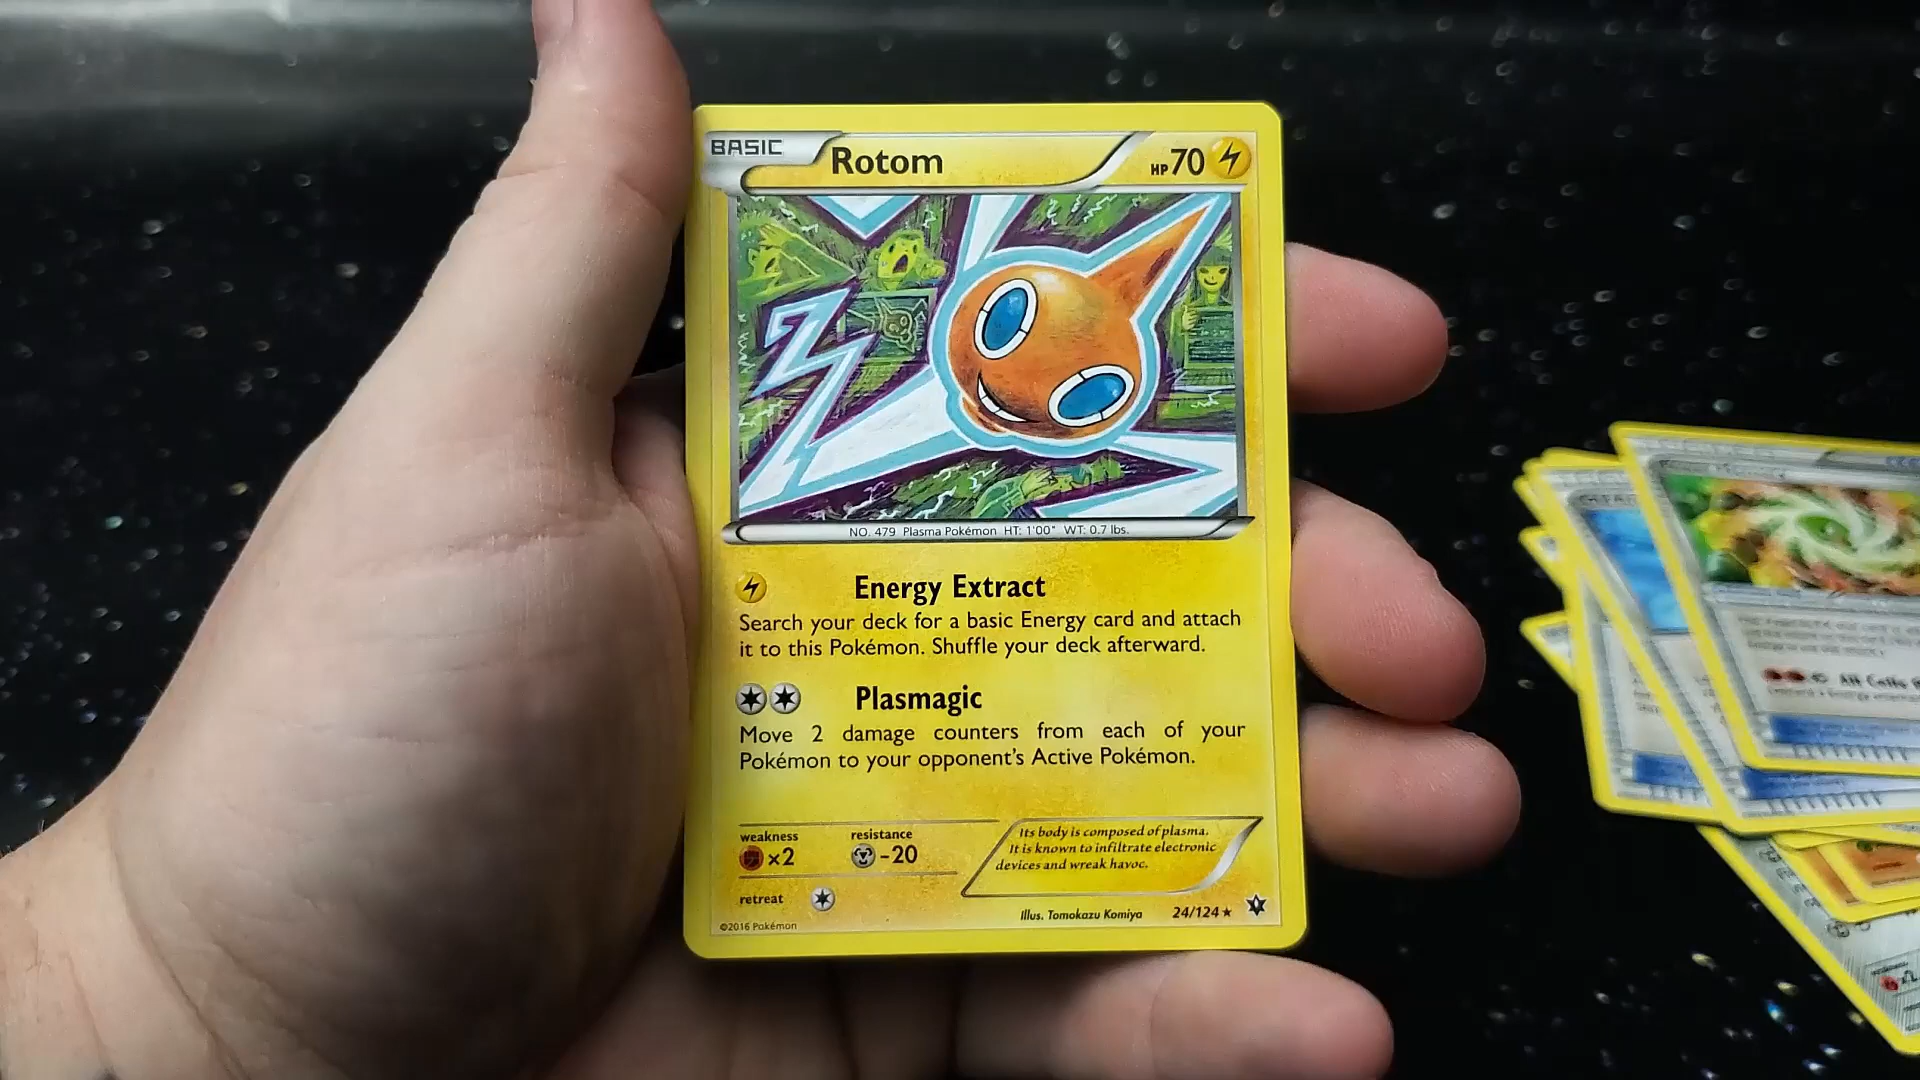 BASIC
Rotom
HP70
NO. 479 Plasma Pokémon HT: 1'00" WT: 0.7 lbs.
Energy Extract
Search your deck for a basic Energy card and attach
it to this Pokémon. Shuffle your deck afterward.
Plasmagic
Move 2 damage counters from each of your
Pokémon to your opponent's Active Pokémon.
weakness
×2
resistance
-20
retreat
Its body is composed of plasma.
It is known to infiltrate electronic
devices and wreak havoc.
Illus. Tomokazu Komiya
24/124★
©2016 Pokémon
×2